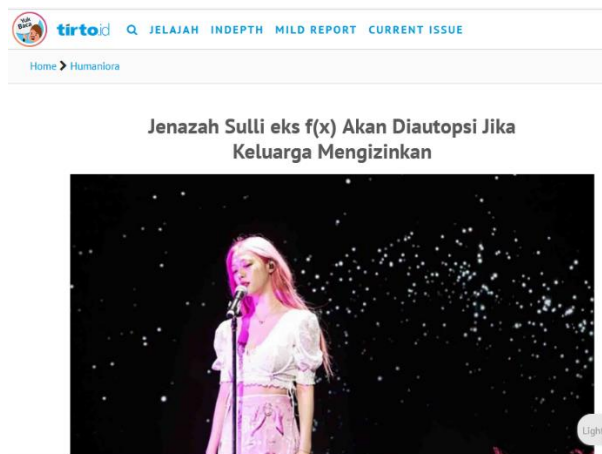 Yuk Baca
tirto.id JELAJAH INDEPTH MILD REPORT CURRENT ISSUE
Home > Humaniora
Jenazah Sulli eks f(x) Akan Diautopsi Jika
Keluarga Mengizinkan
Light